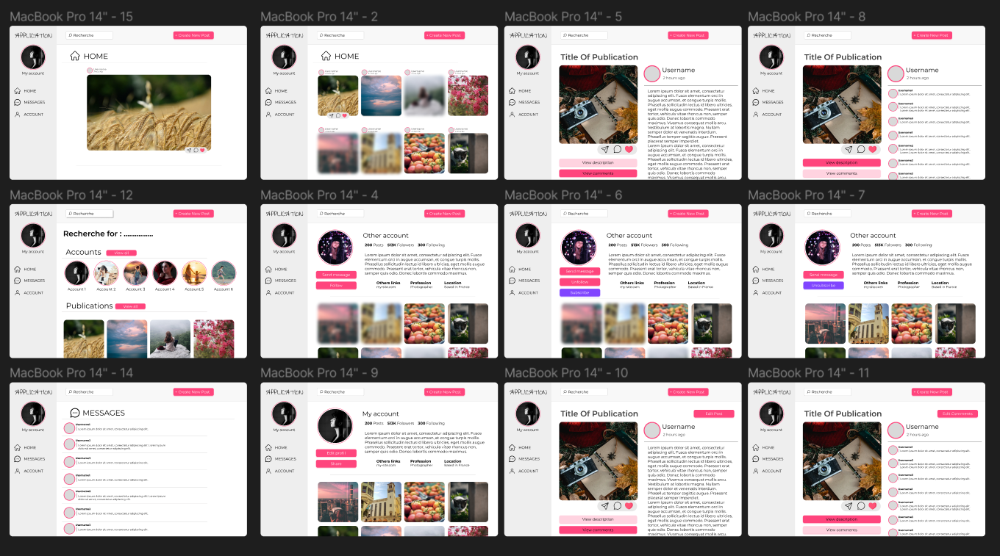 MacBook Pro 14" - 15
APPLICATION
Recherche
+ Create New Post
My account
HOME
MESSAGES
ACCOUNT
HOME
Username
MacBook Pro 14" - 2
APPLICATION
Recherche
+ Create New Post
My account
HOME
MESSAGES
ACCOUNT
HOME
Username
Username
Username
Username
Username
Username
Username
Username
MacBook Pro 14" - 5
APPLICATION
Recherche
+ Create New Post
My account
HOME
MESSAGES
ACCOUNT
Title Of Publication
Username
2 hours ago
Lorem ipsum dolor sit amet, consectetur
adipiscing elit. Fusce elementum orci in
augue accumsan, et congue turpis mollis.
Phasellus sollicitudin lectus id libero ultricies,
eget mollis augue commodo. Praesent erat
tortor, vehicula vitae rhoncus non, semper
quis odio. Donec lobortis commodo
maximus. Vivamus consequat mollis arcu.
Vestibulum at lobortis magna. Nullam
tempor dolor et venenatis interdum.
Phasellus tempor sagittis augue. Praesent
placerat semper imperdiet.
Lorem ipsum dolor sit amet, consectetur
adipiscing elit. Fusce elementum orci in
augue accumsan, et congue turpis mollis.
Phasellus sollicitudin lectus id libero ultricies,
eget mollis augue commodo. Praesent erat
tortor, vehicula vitae rhoncus non, semper
quis odio. Donec lobortis commodo
maximus. Vivamus consequat mollis arcu.
View description
View comments
MacBook Pro 14" - 8
APPLICATION
Recherche
+ Create New Post
My account
HOME
MESSAGES
ACCOUNT
Title Of Publication
Username
2 hours ago
View description
View comments
MacBook Pro 14" - 12
APPLICATION
Recherche
+ Create New Post
My account
HOME
MESSAGES
ACCOUNT
Recherche for : ................
Accounts
View all
Account 1
Account 2
Account 3
Account 4
Account 5
Account 6
Publications
View all
MacBook Pro 14" - 4
APPLICATION
Recherche
+ Create New Post
My account
HOME
MESSAGES
ACCOUNT
Other account
200 Posts 513K Folowers 300 Following
Lorem ipsum dolor sit amet, consectetur adipiscing elit. Fusce
elementum orci in augue accumsan, et congue turpis mollis.
Phasellus sollicitudin lectus id libero ultricies, eget mollis augue
commodo. Praesent erat tortor, vehicula vitae rhoncus non,
semper quis odio. Donec lobortis commodo maximus.
Send message
Follow
Others links Profession Location
my-site.com Photographer Based in France
MacBook Pro 14" - 6
APPLICATION
Recherche
+ Create New Post
My account
HOME
MESSAGES
ACCOUNT
Other account
200 Posts 513K Folowers 300 Following
Lorem ipsum dolor sit amet, consectetur adipiscing elit. Fusce
elementum orci in augue accumsan, et congue turpis mollis.
Phasellus sollicitudin lectus id libero ultricies, eget mollis augue
commodo. Praesent erat tortor, vehicula vitae rhoncus non,
semper quis odio. Donec lobortis commodo maximus.
Send message
Unfollow
Subscribe
Others links Profession Location
my-site.com Photographer Based in France
MacBook Pro 14" - 7
APPLICATION
Recherche
+ Create New Post
My account
HOME
MESSAGES
ACCOUNT
Other account
200 Posts 513K Folowers 300 Following
Lorem ipsum dolor sit amet, consectetur adipiscing elit. Fusce
elementum orci in augue accumsan, et congue turpis mollis.
Phasellus sollicitudin lectus id libero ultricies, eget mollis augue
commodo. Praesent erat tortor, vehicula vitae rhoncus non,
semper quis odio. Donec lobortis commodo maximus.
Send message
Unsubscribe
Others links Profession Location
my-site.com Photographer Based in France
MacBook Pro 14" - 14
APPLICATION
Recherche
+ Create New Post
My account
HOME
MESSAGES
ACCOUNT
MESSAGES
MacBook Pro 14" - 9
APPLICATION
Recherche
+ Create New Post
My account
HOME
MESSAGES
ACCOUNT
My account
200 Posts 513K Folowers 300 Following
Lorem ipsum dolor sit amet, consectetur adipiscing elit. Fusce
elementum orci in augue accumsan, et congue turpis mollis.
Phasellus sollicitudin lectus id libero ultricies, eget mollis augue
commodo. Praesent erat tortor, vehicula vitae rhoncus non,
semper quis odio. Donec lobortis commodo maximus.
Edit profil
Share
Others links Profession Location
my-site.com Photographer Based in France
MacBook Pro 14" - 10
APPLICATION
Recherche
+ Create New Post
My account
HOME
MESSAGES
ACCOUNT
Title Of Publication
Edit Post
Username
2 hours ago
Lorem ipsum dolor sit amet, consectetur
adipiscing elit. Fusce elementum orci in
augue accumsan, et congue turpis mollis.
Phasellus sollicitudin lectus id libero ultricies,
eget mollis augue commodo. Praesent erat
tortor, vehicula vitae rhoncus non, semper
quis odio. Donec lobortis commodo
maximus. Vivamus consequat mollis arcu.
Vestibulum at lobortis magna. Nullam
tempor dolor et venenatis interdum.
Phasellus tempor sagittis augue. Praesent
placerat semper imperdiet.
Lorem ipsum dolor sit amet, consectetur
adipiscing elit. Fusce elementum orci in
augue accumsan, et congue turpis mollis.
Phasellus sollicitudin lectus id libero ultricies,
eget mollis augue commodo. Praesent erat
tortor, vehicula vitae rhoncus non, semper
quis odio. Donec lobortis commodo
maximus. Vivamus consequat mollis arcu.
View description
View comments
MacBook Pro 14" - 11
APPLICATION
Recherche
+ Create New Post
My account
HOME
MESSAGES
ACCOUNT
Title Of Publication
Edit Comments
Username
2 hours ago
View description
View comments